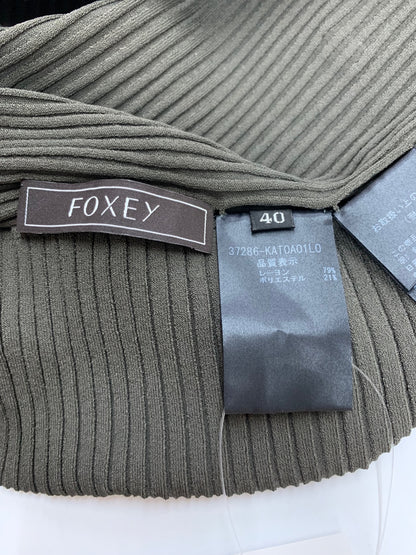 FOXEY
40
37286-KAT0A01L0
品質表示
レーヨン 79%
ポリエステル 21%